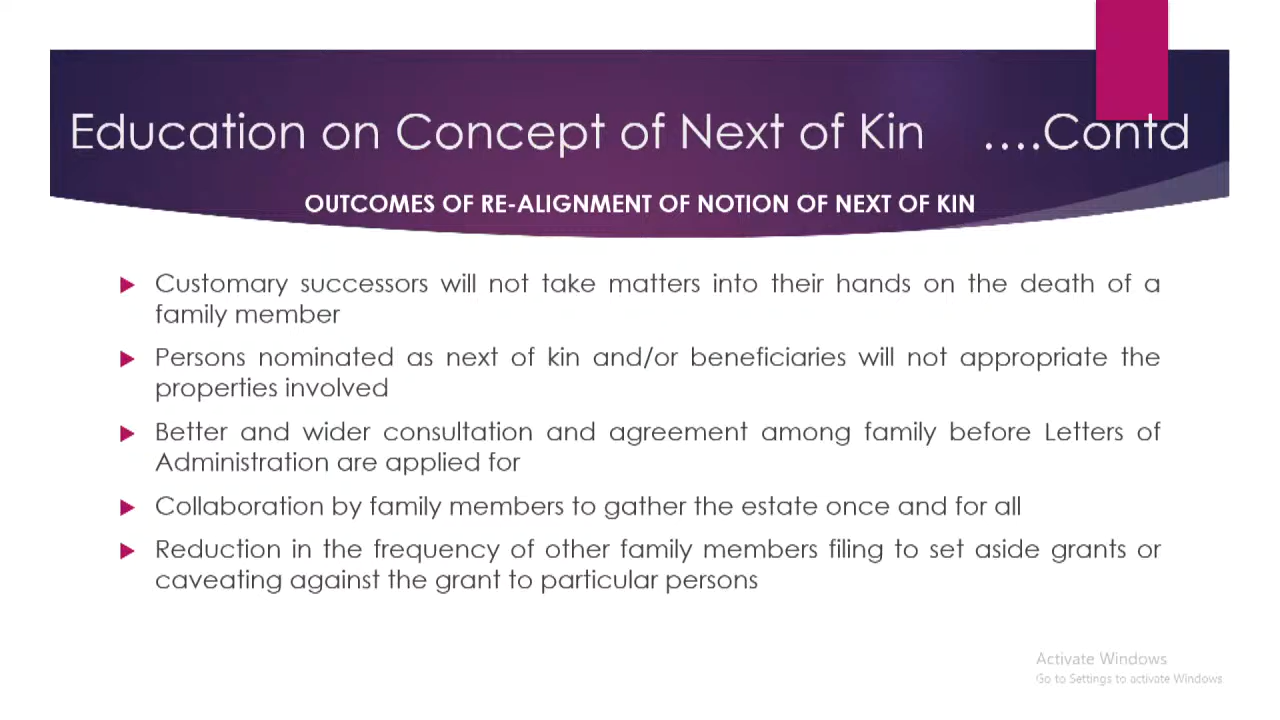 Education on Concept of Next of Kin ....Contd
OUTCOMES OF RE-ALIGNMENT OF NOTION OF NEXT OF KIN
Customary successors will not take matters into their hands on the death of a
family member
Persons nominated as next of kin and/or beneficiaries will not appropriate the
properties involved
Better and wider consultation and agreement among family before Letters of
Administration are applied for
Collaboration by family members to gather the estate once and for all
Reduction in the frequency of other family members filing to set aside grants or
caveating against the grant to particular persons
Activate Windows
Go to Settings to activate Windows